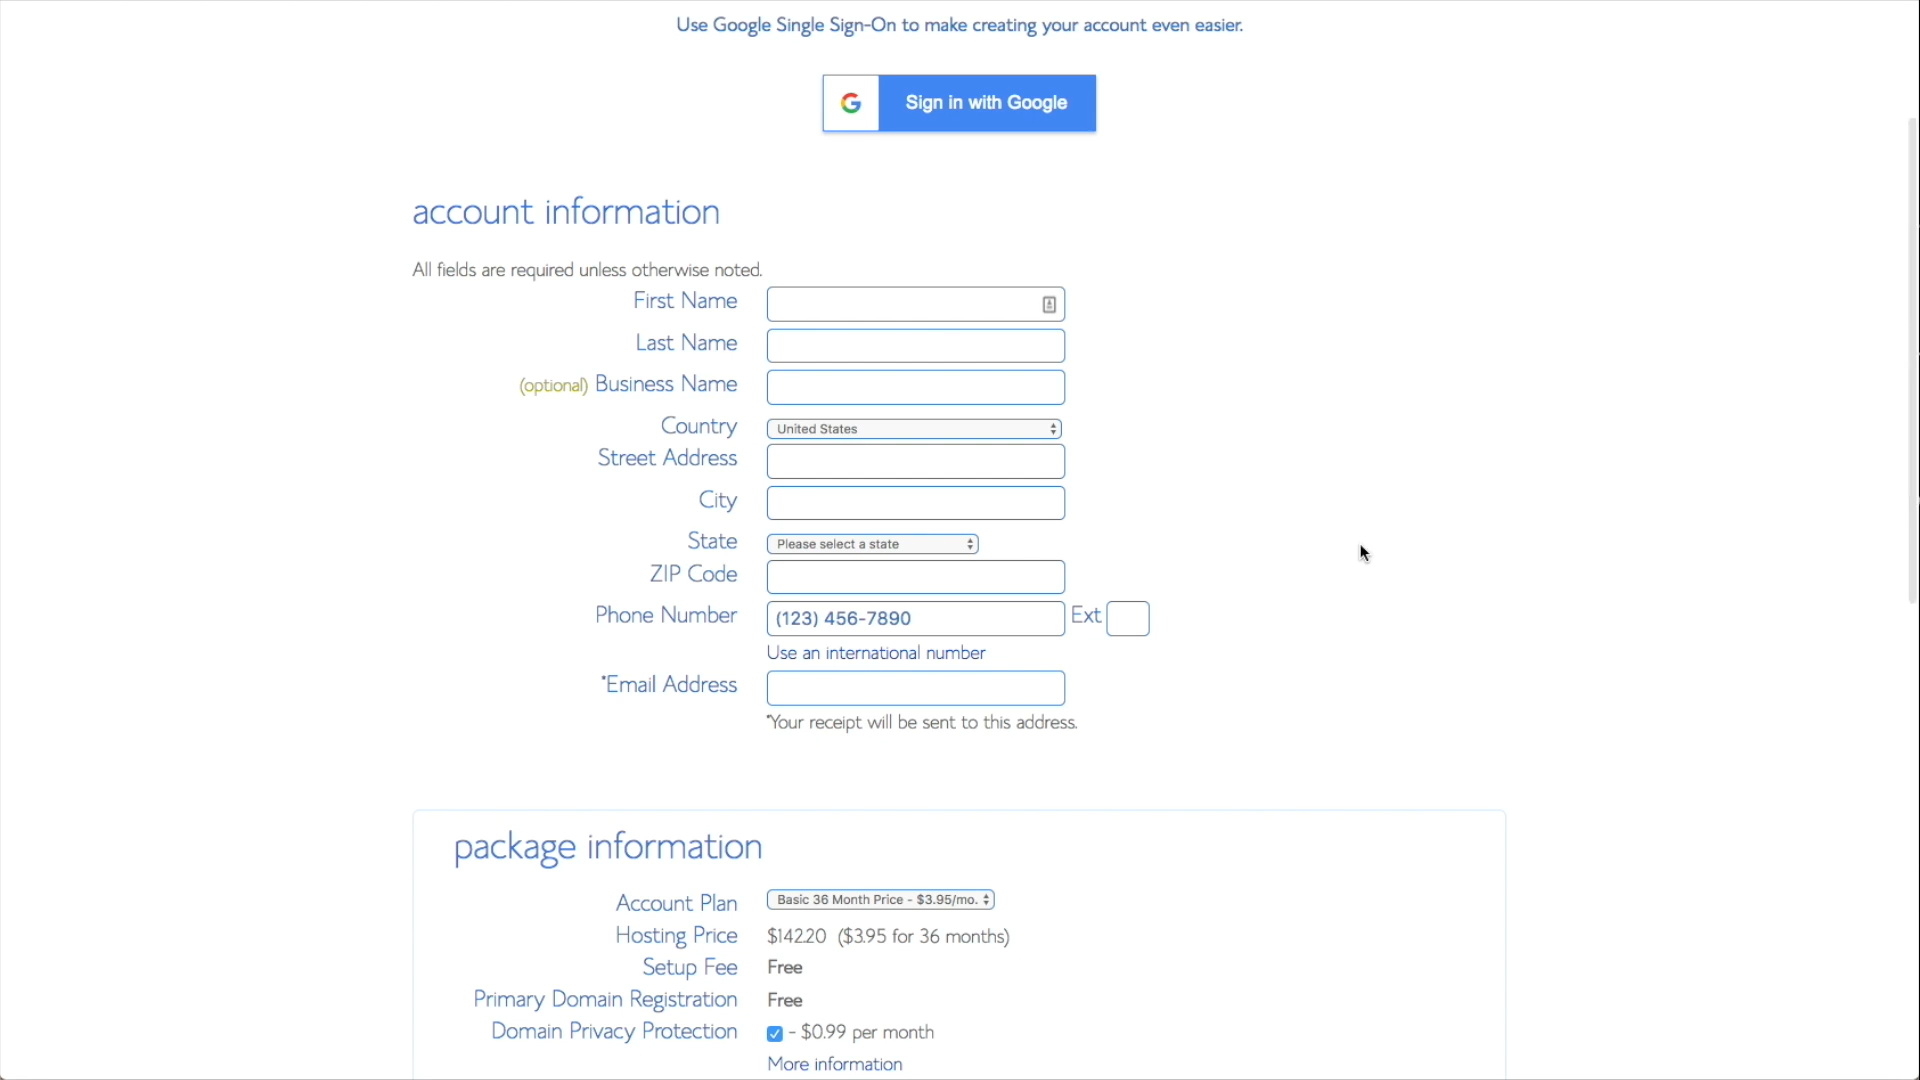 Use Google Single Sign-On to make creating your account even easier.
Sign in with Google
account information
All fields are required unless otherwise noted.
First Name
Last Name
(optional) Business Name
Country United States
Street Address
City
State Please select a state
ZIP Code
Phone Number (123) 456-7890 Ext
Use an international number
*Email Address
*Your receipt will be sent to this address.
package information
Account Plan Basic 36 Month Price - $3.95/mo.
Hosting Price $142.20 ($3.95 for 36 months)
Setup Fee Free
Primary Domain Registration Free
Domain Privacy Protection - $0.99 per month
More information